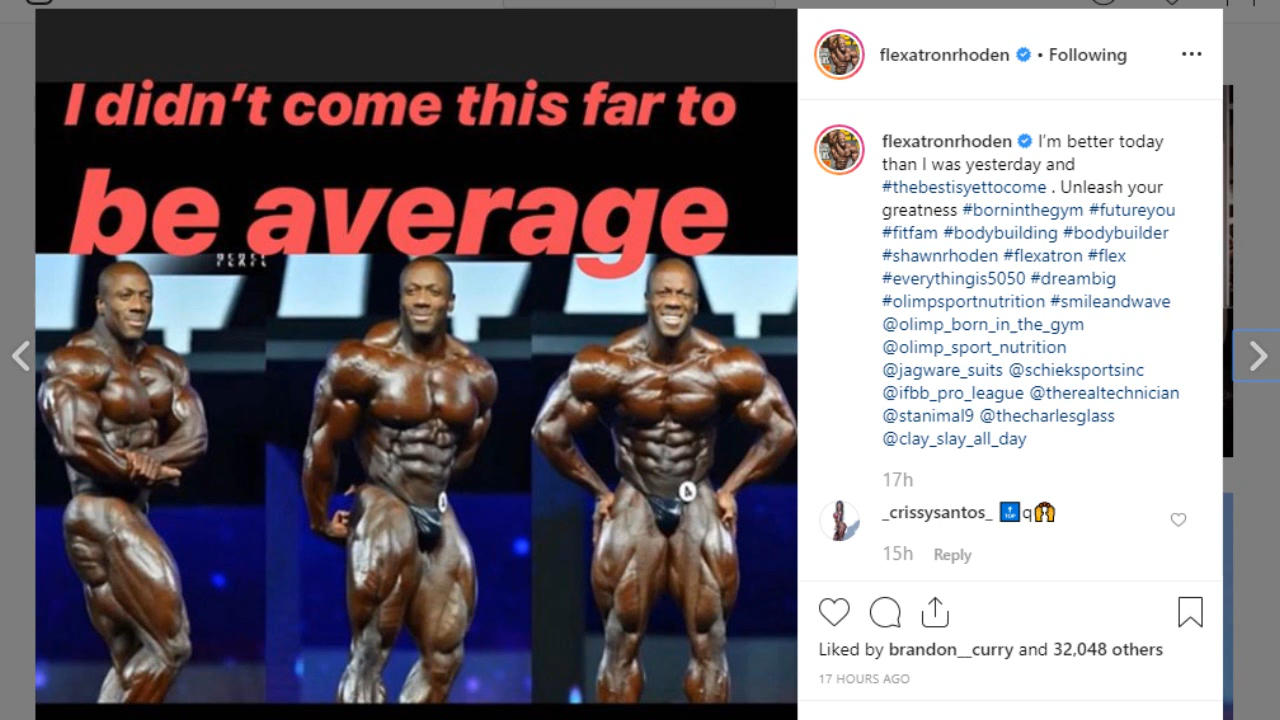 I didn't come this far to
be average
flexatronrhoden • Following
flexatronrhoden I'm better today
than I was yesterday and
#thebestisyettocome . Unleash your
greatness #borninthegym #futureyou
#fitfam #bodybuilding #bodybuilder
#shawnrhoden #flexatron #flex
#everythingis5050 #dreambig
#olimpsportnutrition #smileandwave
@olimp_born_in_the_gym
@olimp_sport_nutrition
@jagware_suits @schieksportsinc
@ifbb_pro_league @therealtechnician
@stanimal9 @thecharlesglass
@clay_slay_all_day
17h
_crissysantos_ 🔝q🙌
15h Reply
Liked by brandon__curry and 32,048 others
17 HOURS AGO